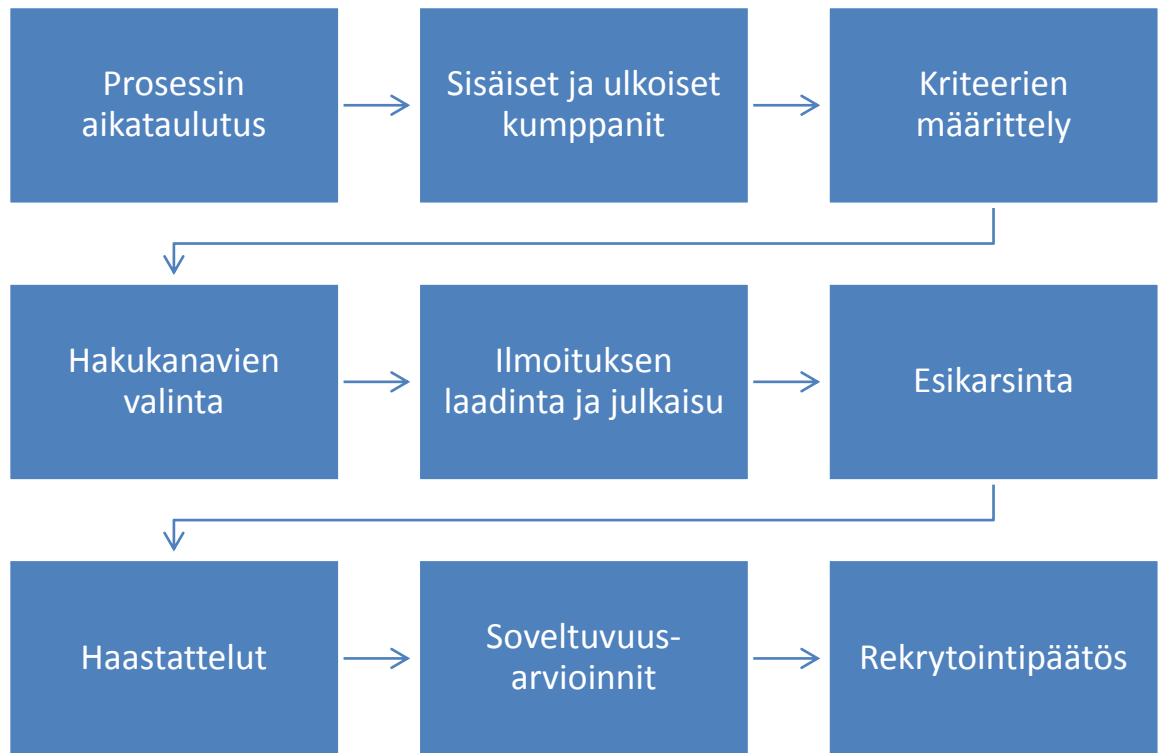 Prosessin
aikataulutus
Sisäiset ja ulkoiset
kumppanit
Kriteerien
määrittely
Hakukanavien
valinta
Ilmoituksen
laadinta ja julkaisu
Esikarsinta
Haastattelut
Soveltuvuus-
arvioinnit
Rekrytointipäätös